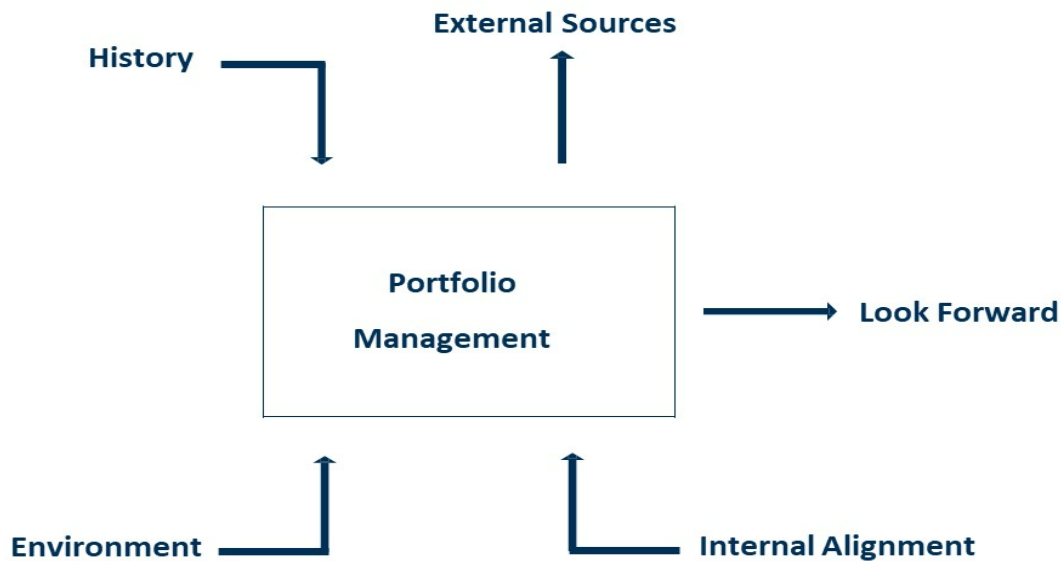 External Sources
History
Portfolio
Management
Look Forward
Environment
Internal Alignment